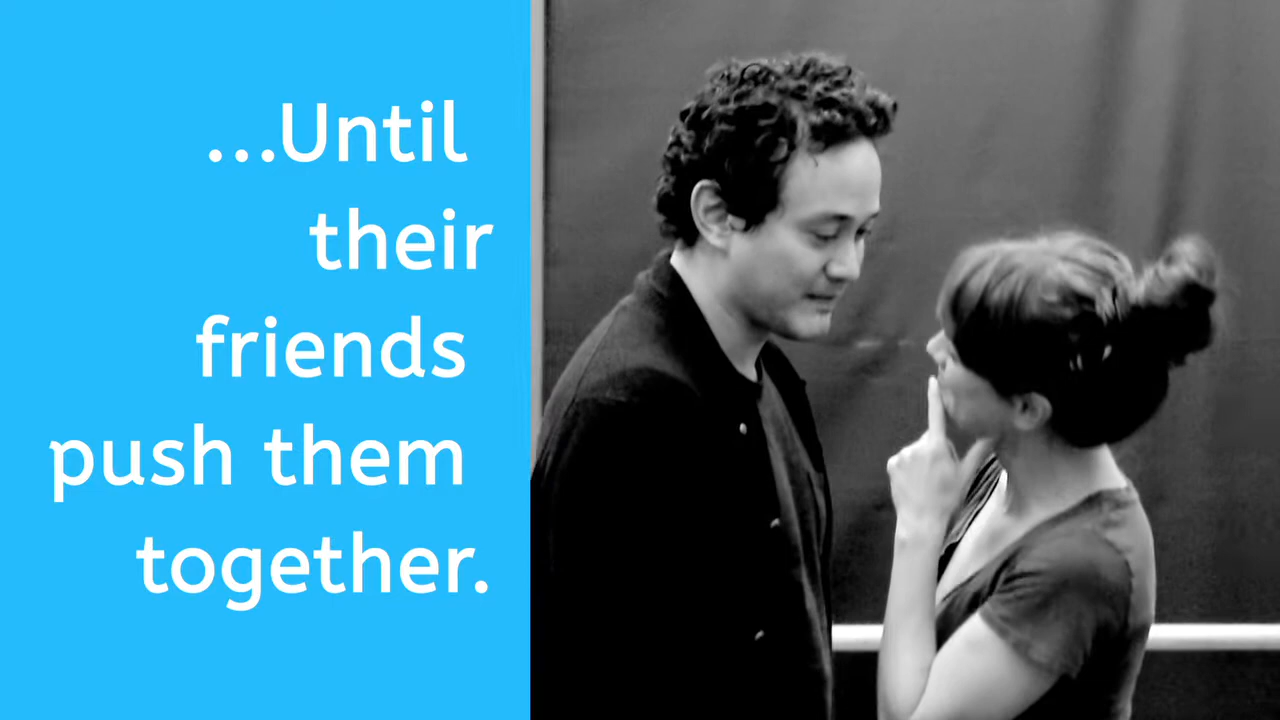 ...Until
their
friends
push them
together.